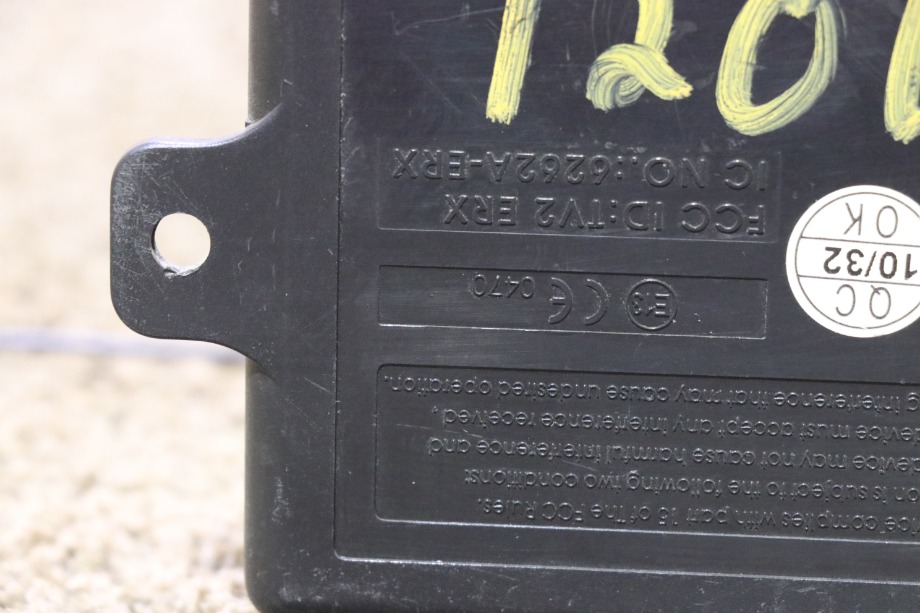 complies with part 15 of The FCC Rules.
is subject to the following two conditions:
device may not cause harmful interference and
device must accept any interference received,
interference that may cause undesired operation.
E13 CE 0470
QC
10/32
OK
FCC ID:TV2 ERX
IC NO.:6262A-ERX